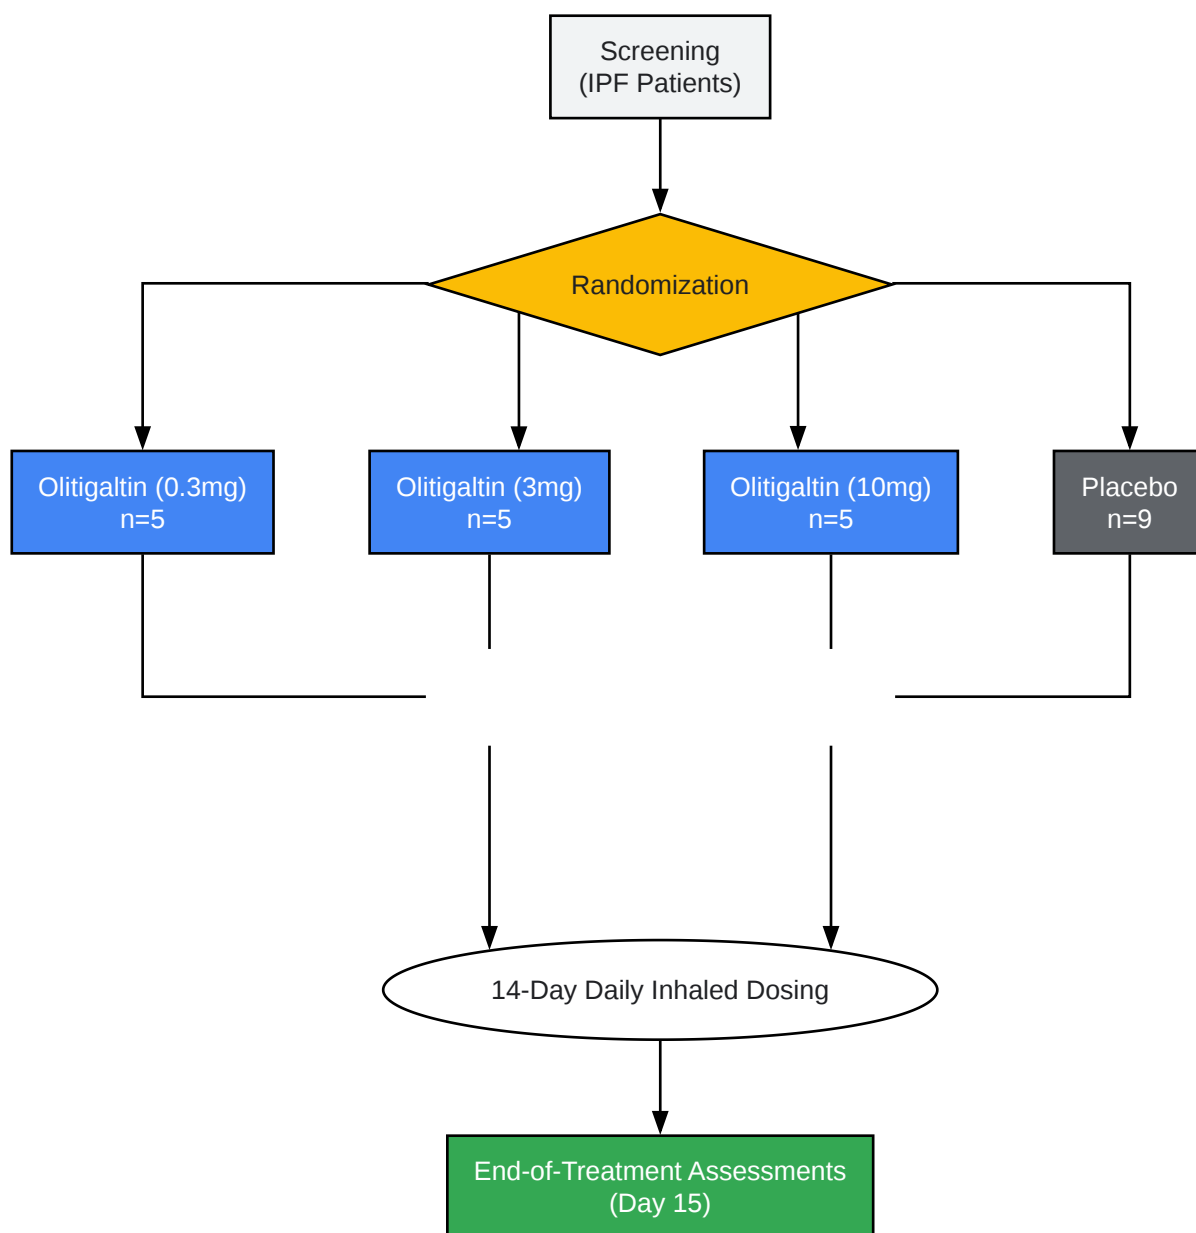 Screening
(IPF Patients)
Randomization
Olitigaltin (0.3mg)
n=5
Olitigaltin (3mg)
n=5
Olitigaltin (10mg)
n=5
Placebo
n=9
14-Day Daily Inhaled Dosing
End-of-Treatment Assessments
(Day 15)